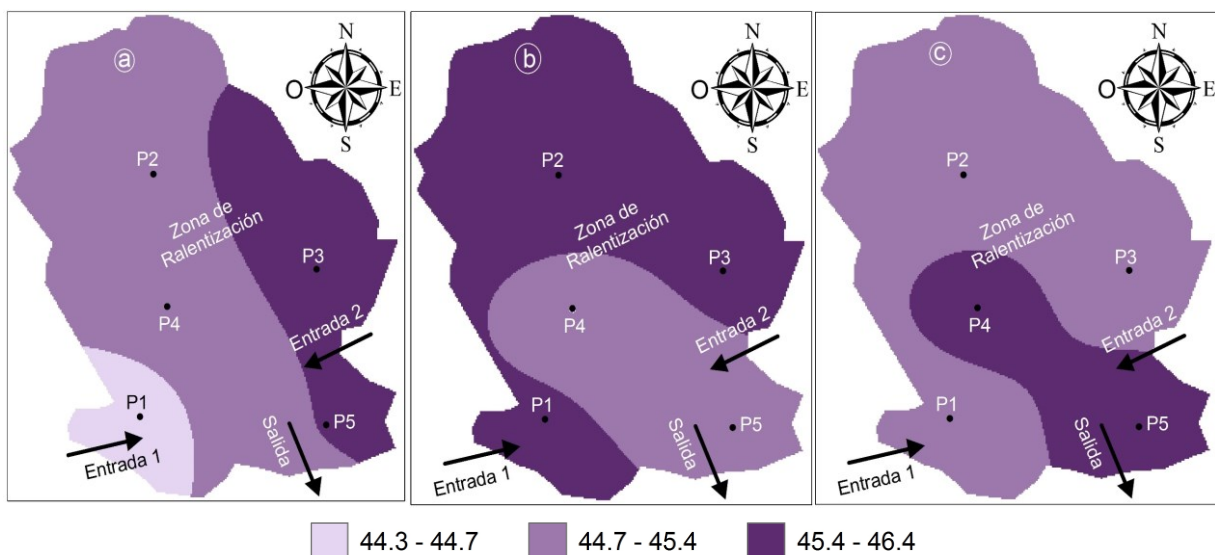 a
N
O
E
S
P2
Zona de
Ralentización
P3
P4
Entrada 2
P1
P5
Salida
Entrada 1
b
N
O
E
S
P2
Zona de
Ralentización
P3
P4
Entrada 2
P1
P5
Salida
Entrada 1
c
N
O
E
S
P2
Zona de
Ralentización
P3
P4
Entrada 2
P1
P5
Salida
Entrada 1
44.3 - 44.7
44.7 - 45.4
45.4 - 46.4